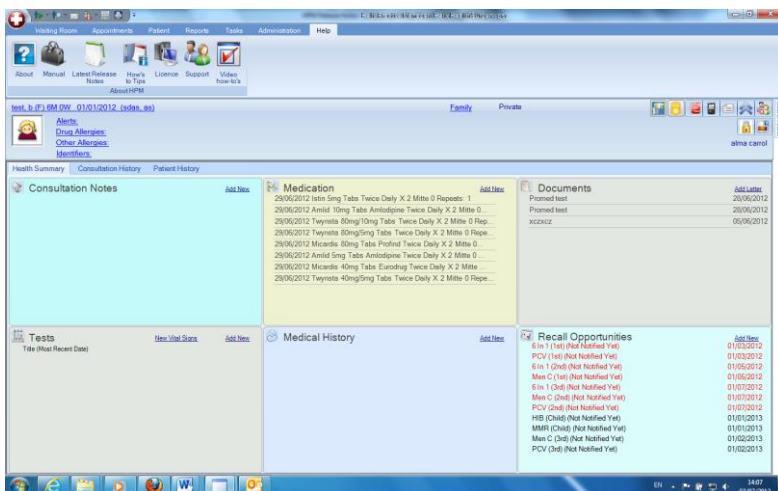 Waiting Room Appointments Patient Reports Tasks Administration Help
About Manual Latest Release Notes How's to Tips Licence Support Video how-to's
About HPM
test, b (F) 6M 0W 01/01/2012 (sdas, as) Family Private
Alerts:
Drug Allergies:
Other Allergies:
Identifiers:
alma carrol
Health Summary Consultation History Patient History
Consultation Notes Add New
Medication Add New
29/06/2012 Istin 5mg Tabs Twice Daily X 2 Mitte 0 Repeats: 1
29/06/2012 Amlid 10mg Tabs Amlodipine Twice Daily X 2 Mitte 0...
29/06/2012 Twynsta 80mg/10mg Tabs Twice Daily X 2 Mitte 0 Rep...
29/06/2012 Twynsta 80mg/5mg Tabs Twice Daily X 2 Mitte 0 Repe...
29/06/2012 Micardis 80mg Tabs Profind Twice Daily X 2 Mitte 0...
29/06/2012 Amlid 5mg Tabs Amlodipine Twice Daily X 2 Mitte 0...
29/06/2012 Micardis 40mg Tabs Eurodrug Twice Daily X 2 Mitte ...
29/06/2012 Twynsta 40mg/5mg Tabs Twice Daily X 2 Mitte 0 Repe...
Documents Add Letter
Promed test 28/06/2012
Promed test 28/06/2012
xczxcz 05/06/2012
Tests New Vital Signs Add New
Title (Most Recent Date)
Medical History Add New
Recall Opportunities Add New
6 In 1 (1st) (Not Notified Yet) 01/03/2012
PCV (1st) (Not Notified Yet) 01/03/2012
6 In 1 (2nd) (Not Notified Yet) 01/05/2012
Men C (1st) (Not Notified Yet) 01/05/2012
6 In 1 (3rd) (Not Notified Yet) 01/07/2012
Men C (2nd) (Not Notified Yet) 01/07/2012
PCV (2nd) (Not Notified Yet) 01/07/2012
HIB (Child) (Not Notified Yet) 01/01/2013
MMR (Child) (Not Notified Yet) 01/01/2013
Men C (3rd) (Not Notified Yet) 01/02/2013
PCV (3rd) (Not Notified Yet) 01/02/2013
EN 14:07